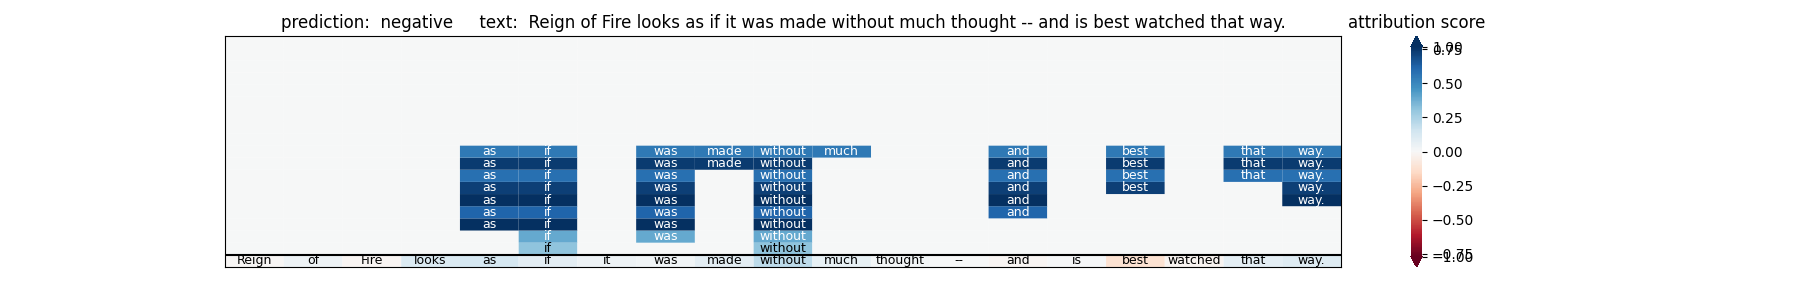 prediction: negative text: Reign of Fire looks as if it was made without much thought -- and is best watched that way. attribution score
as if was made without much and best that way.
as if was made without and best that way.
as if was without and best that way.
as if was without and best way.
as if was without and way.
as if was without and
as if was without
if was without
if without
Reign of Fire looks as if it was made without much thought -- and is best watched that way.
1.00
0.75
0.50
0.25
0.00
−0.25
−0.50
−0.75
−1.00